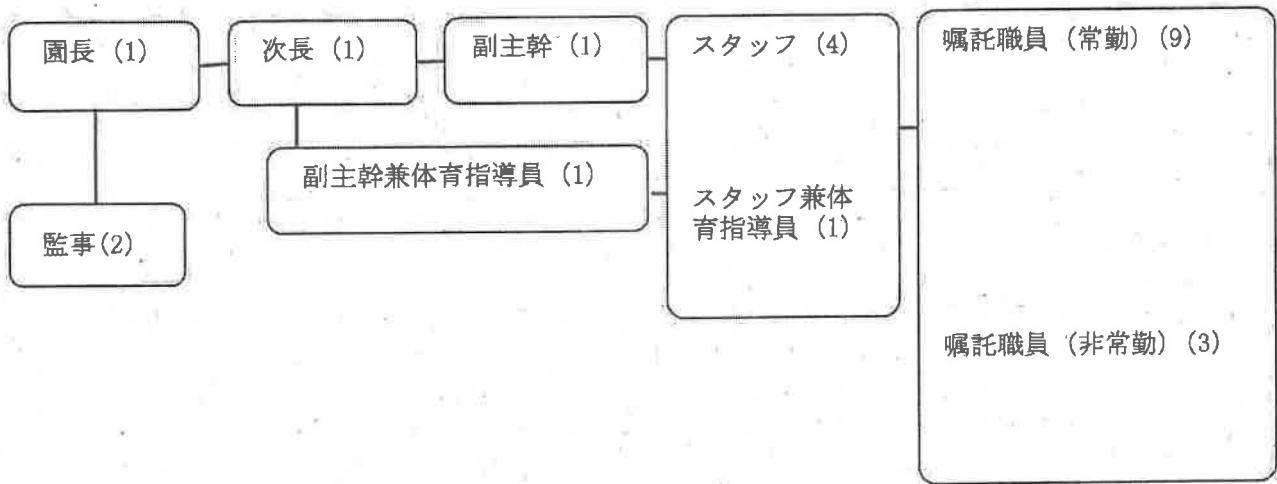 園長 (1)
次長 (1)
副主幹 (1)
スタッフ (4)
嘱託職員 (常勤) (9)
副主幹兼体育指導員 (1)
スタッフ兼体
育指導員 (1)
監事(2)
嘱託職員 (非常勤) (3)